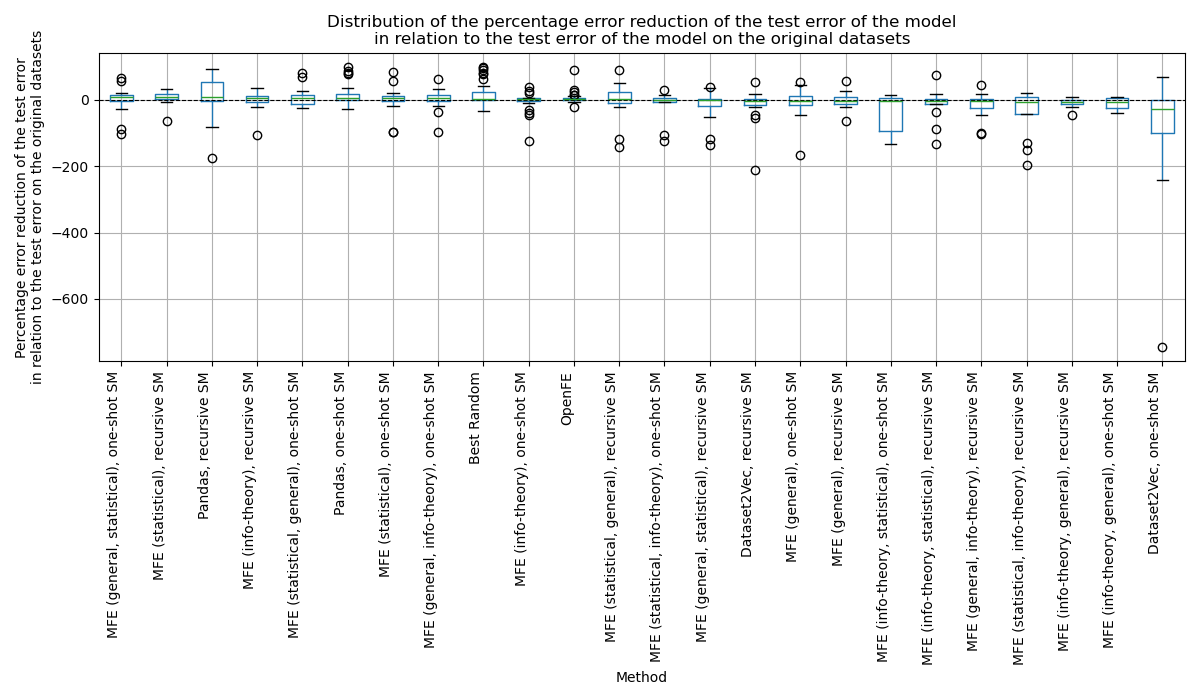 Distribution of the percentage error reduction of the test error of the model
in relation to the test error of the model on the original datasets
Percentage error reduction of the test error
in relation to the test error on the original datasets
0
−200
−400
−600
MFE (general, statistical), one-shot SM
MFE (statistical), recursive SM
Pandas, recursive SM
MFE (info-theory), recursive SM
MFE (statistical, general), one-shot SM
Pandas, one-shot SM
MFE (statistical), one-shot SM
MFE (general, info-theory), one-shot SM
Best Random
MFE (info-theory), one-shot SM
OpenFE
MFE (statistical, general), recursive SM
MFE (statistical, info-theory), one-shot SM
MFE (general, statistical), recursive SM
Dataset2Vec, recursive SM
MFE (general), one-shot SM
MFE (general), recursive SM
MFE (info-theory, statistical), one-shot SM
MFE (info-theory, statistical), recursive SM
MFE (general, info-theory), recursive SM
MFE (statistical, info-theory), recursive SM
MFE (info-theory, general), recursive SM
MFE (info-theory, general), one-shot SM
Dataset2Vec, one-shot SM
Method